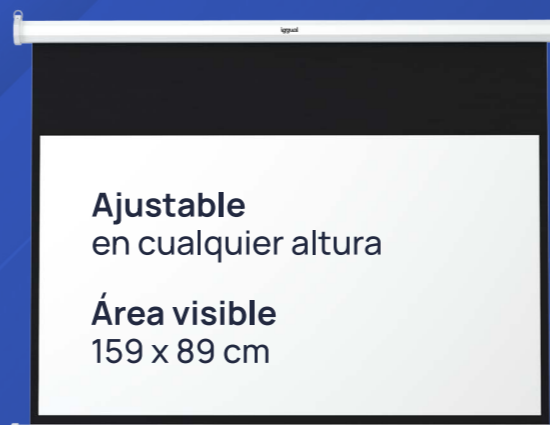 iggual
Ajustable
en cualquier altura
Área visible
159 x 89 cm